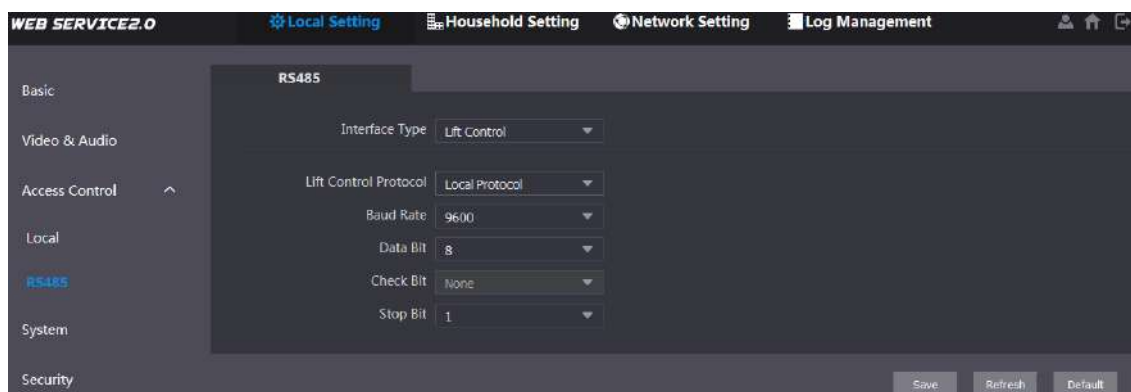 WEB SERVICE2.0
Local Setting
Household Setting
Network Setting
Log Management
Basic
Video & Audio
Access Control
Local
RS485
System
Security
RS485
Interface Type Lift Control
Lift Control Protocol Local Protocol
Baud Rate 9600
Data Bit 8
Check Bit None
Stop Bit 1
Save Refresh Default